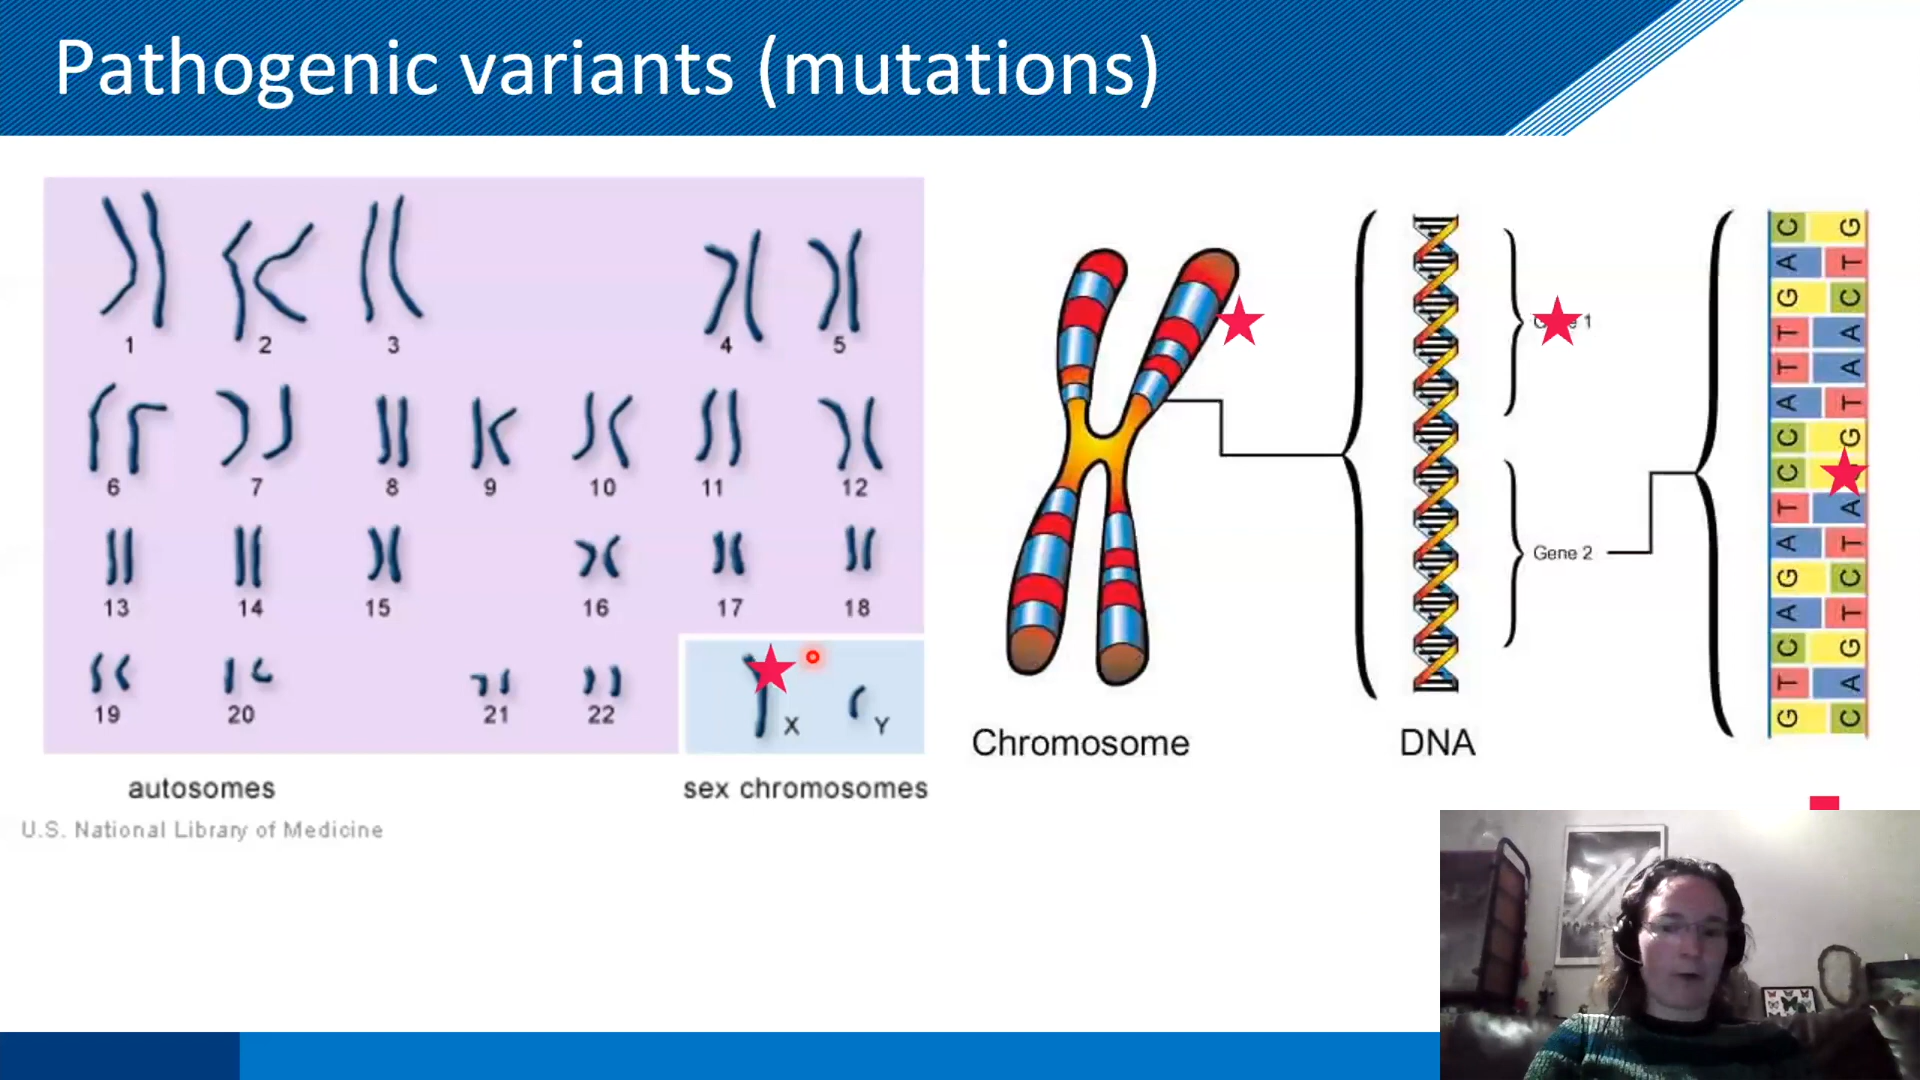 Pathogenic variants (mutations)
1 2 3 4 5
6 7 8 9 10 11 12
13 14 15 16 17 18
19 20 21 22 X Y
autosomes
sex chromosomes
U.S. National Library of Medicine
Chromosome
DNA
1
Gene 2
C G
A T
G C
T A
T A
A T
C G
C
T A
A T
G C
A T
C G
T A
G C